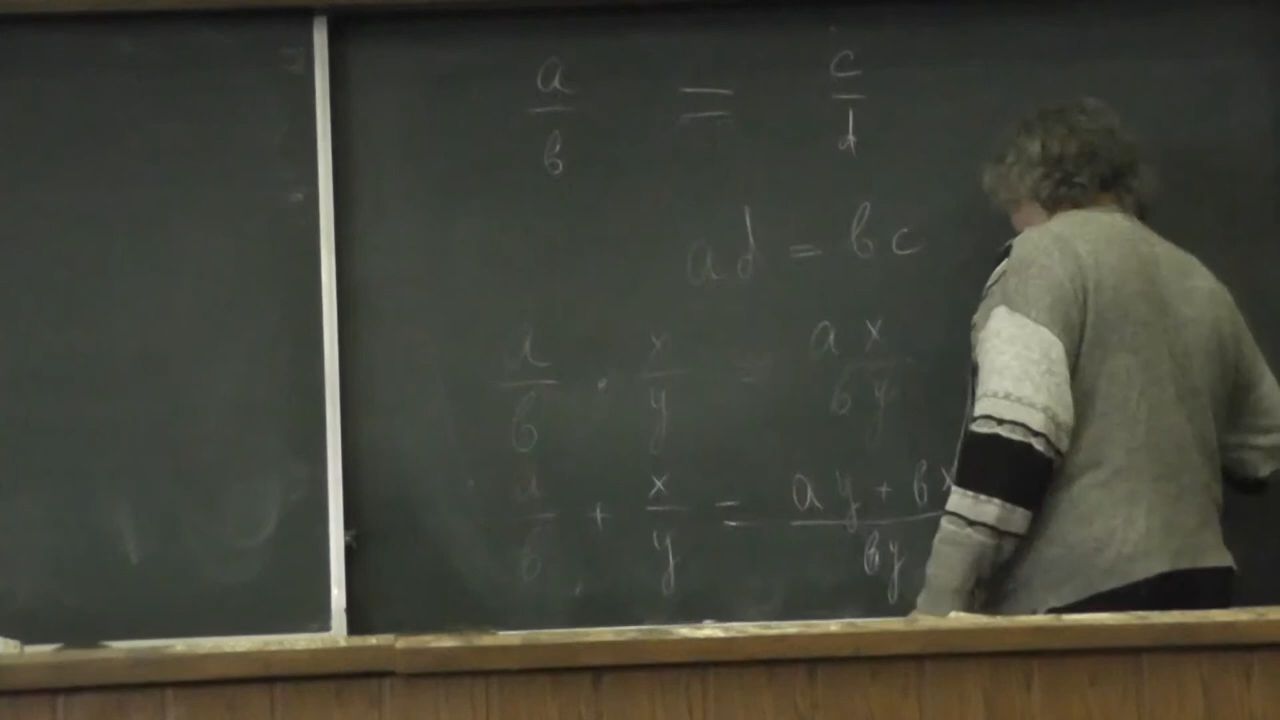 a/b = c/d
ad = bc
a/b · x/y = ax/by
a/b + x/y = ay + bx/by